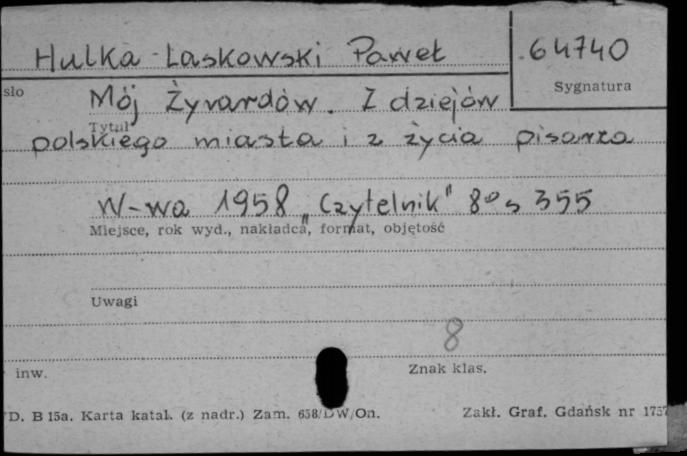 Hulka-Laskowski Paweł
64740
Sygnatura
sło
Mój Żyrardów. Z dziejów
Tytuł
polskiego miasta i z życia pisarza
W-wa 1958 „Czytelnik" 8° s 355
Miejsce, rok wyd., nakładca, format, objętość
Uwagi
8
inw.
Znak klas.
D. B 15a. Karta katal. (z nadr.) Zam. 658/DW/On.
Zakł. Graf. Gdańsk nr 1757